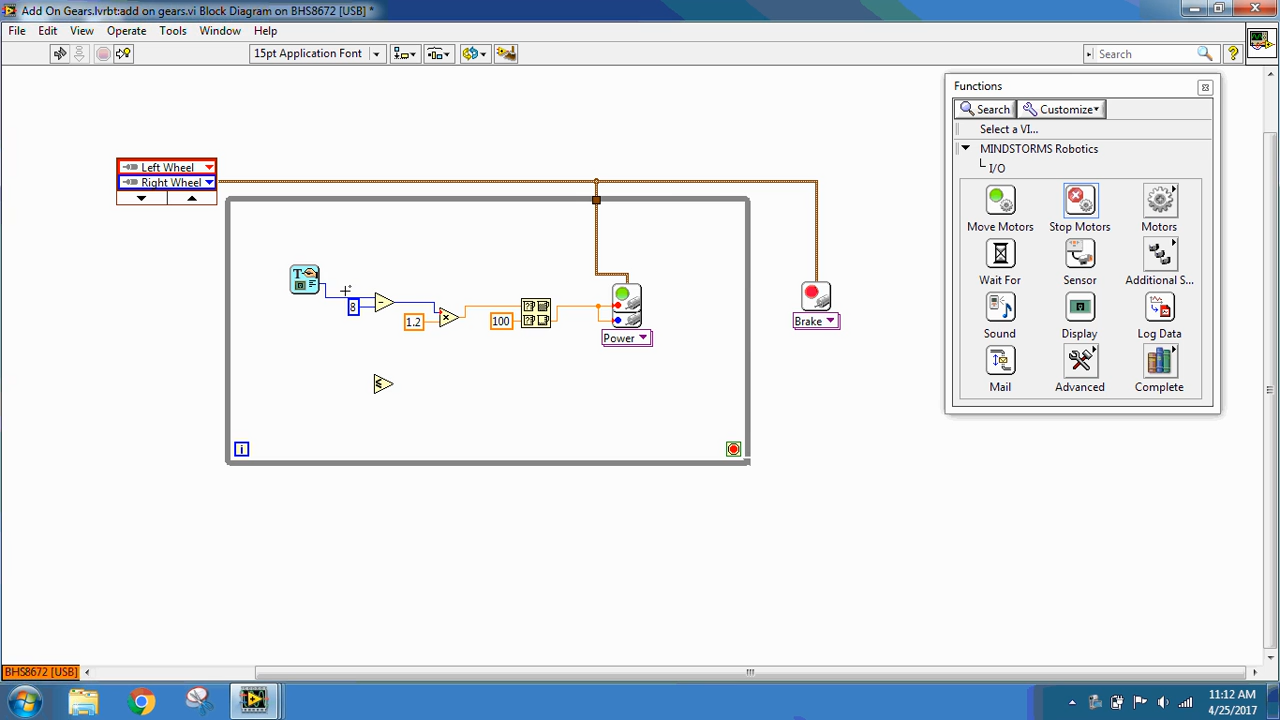 Add On Gears.lvrbt:add on gears.vi Block Diagram on BHS8672 [USB] *
File Edit View Operate Tools Window Help
15pt Application Font
Search
?
Functions
Search Customize
Select a VI...
MINDSTORMS Robotics
I/O
Move Motors Stop Motors Motors
Wait For Sensor Additional S...
Sound Display Log Data
Mail Advanced Complete
Left Wheel
Right Wheel
T
8
-
1.2
x
100
Power
Brake
≤
i
BHS8672 [USB]
11:12 AM
4/25/2017